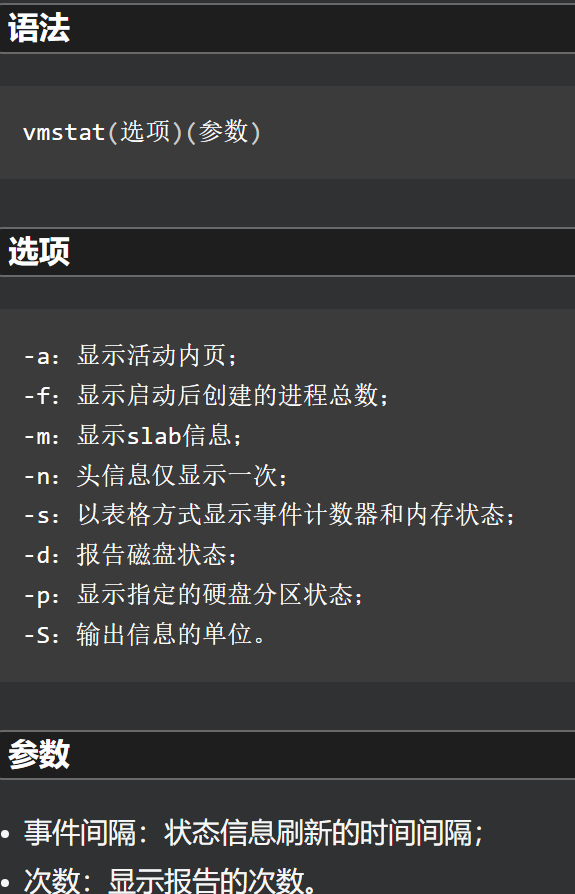 语法
vmstat(选项)(参数)
选项
-a：显示活动内页；
-f：显示启动后创建的进程总数；
-m：显示slab信息；
-n：头信息仅显示一次；
-s：以表格方式显示事件计数器和内存状态；
-d：报告磁盘状态；
-p：显示指定的硬盘分区状态；
-S：输出信息的单位。
参数
• 事件间隔：状态信息刷新的时间间隔；
• 次数：显示报告的次数。